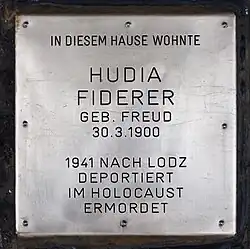 IN DIESEM HAUSE WOHNTE
HUDIA
FIDERER
GEB. FREUD
30.3.1900
1941 NACH LODZ
DEPORTIERT
IM HOLOCAUST
ERMORDET